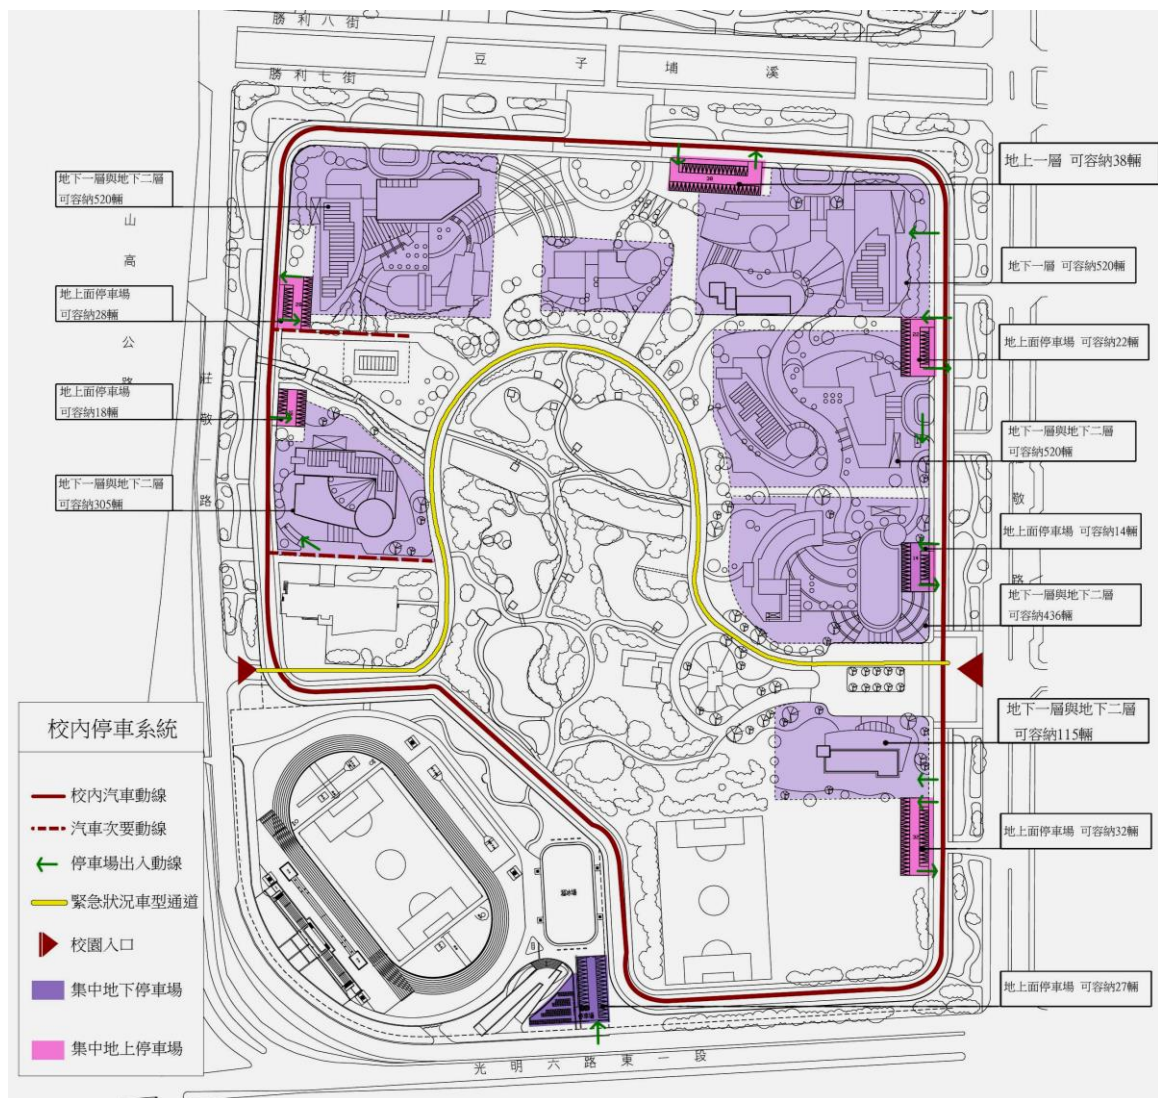 勝利八街
豆子埔溪
勝利七街
地上一層 可容納38輛
地下一層與地下二層
可容納520輛
山高公路
地下一層 可容納520輛
地上面停車場
可容納28輛
地上面停車場 可容納22輛
莊敬一路
地上面停車場
可容納18輛
地下一層與地下二層
可容納520輛
地下一層與地下二層
可容納305輛
敬路
地上面停車場 可容納14輛
地下一層與地下二層
可容納436輛
地下一層與地下二層
可容納115輛
校內停車系統
校內汽車動線
汽車次要動線
停車場出入動線
緊急狀況車型通道
校園入口
集中地下停車場
集中地上停車場
地上面停車場 可容納32輛
地上面停車場 可容納27輛
光明六路東一段
38
28
22
14